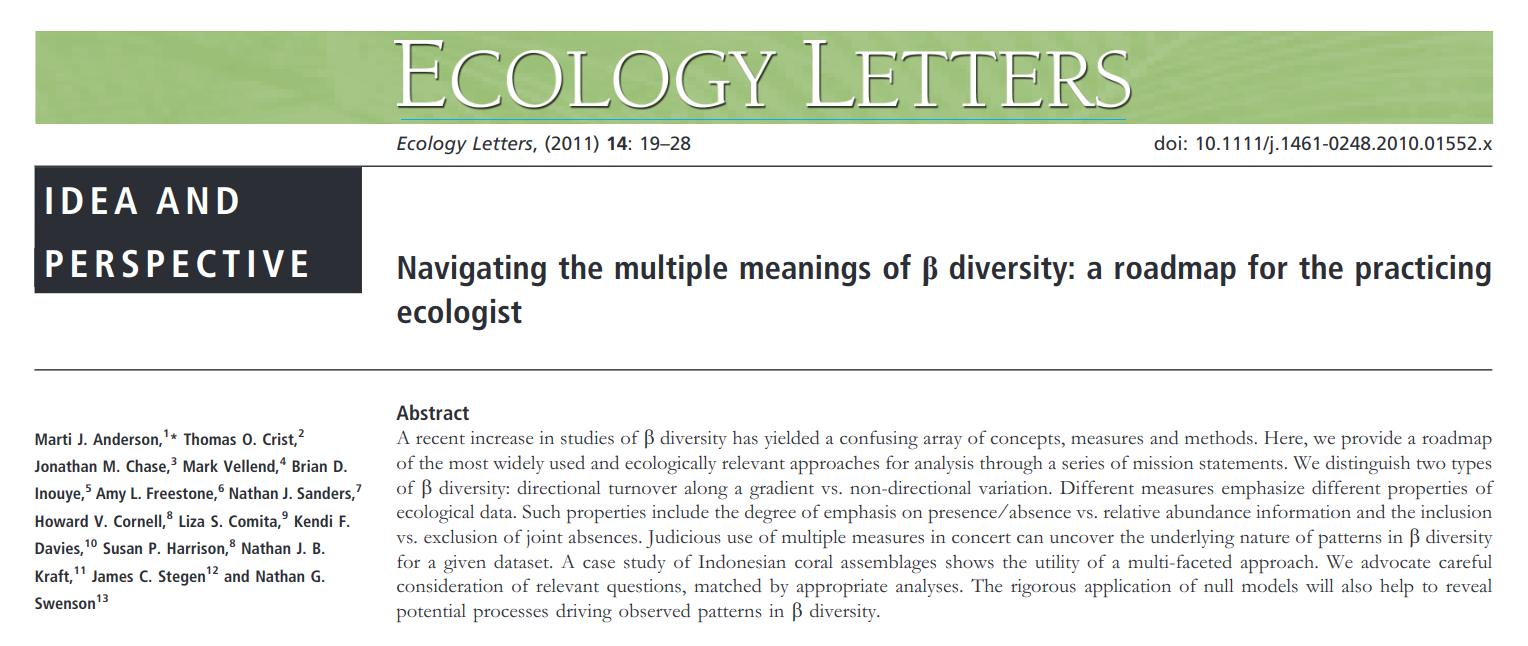 ECOLOGY LETTERS
Ecology Letters, (2011) 14: 19–28
doi: 10.1111/j.1461-0248.2010.01552.x
IDEA AND
PERSPECTIVE
Navigating the multiple meanings of β diversity: a roadmap for the practicing
ecologist
Marti J. Anderson,1* Thomas O. Crist,2
Jonathan M. Chase,3 Mark Vellend,4 Brian D.
Inouye,5 Amy L. Freestone,6 Nathan J. Sanders,7
Howard V. Cornell,8 Liza S. Comita,9 Kendi F.
Davies,10 Susan P. Harrison,8 Nathan J. B.
Kraft,11 James C. Stegen12 and Nathan G.
Swenson13
Abstract
A recent increase in studies of β diversity has yielded a confusing array of concepts, measures and methods. Here, we provide a roadmap
of the most widely used and ecologically relevant approaches for analysis through a series of mission statements. We distinguish two types
of β diversity: directional turnover along a gradient vs. non-directional variation. Different measures emphasize different properties of
ecological data. Such properties include the degree of emphasis on presence/absence vs. relative abundance information and the inclusion
vs. exclusion of joint absences. Judicious use of multiple measures in concert can uncover the underlying nature of patterns in β diversity
for a given dataset. A case study of Indonesian coral assemblages shows the utility of a multi-faceted approach. We advocate careful
consideration of relevant questions, matched by appropriate analyses. The rigorous application of null models will also help to reveal
potential processes driving observed patterns in β diversity.